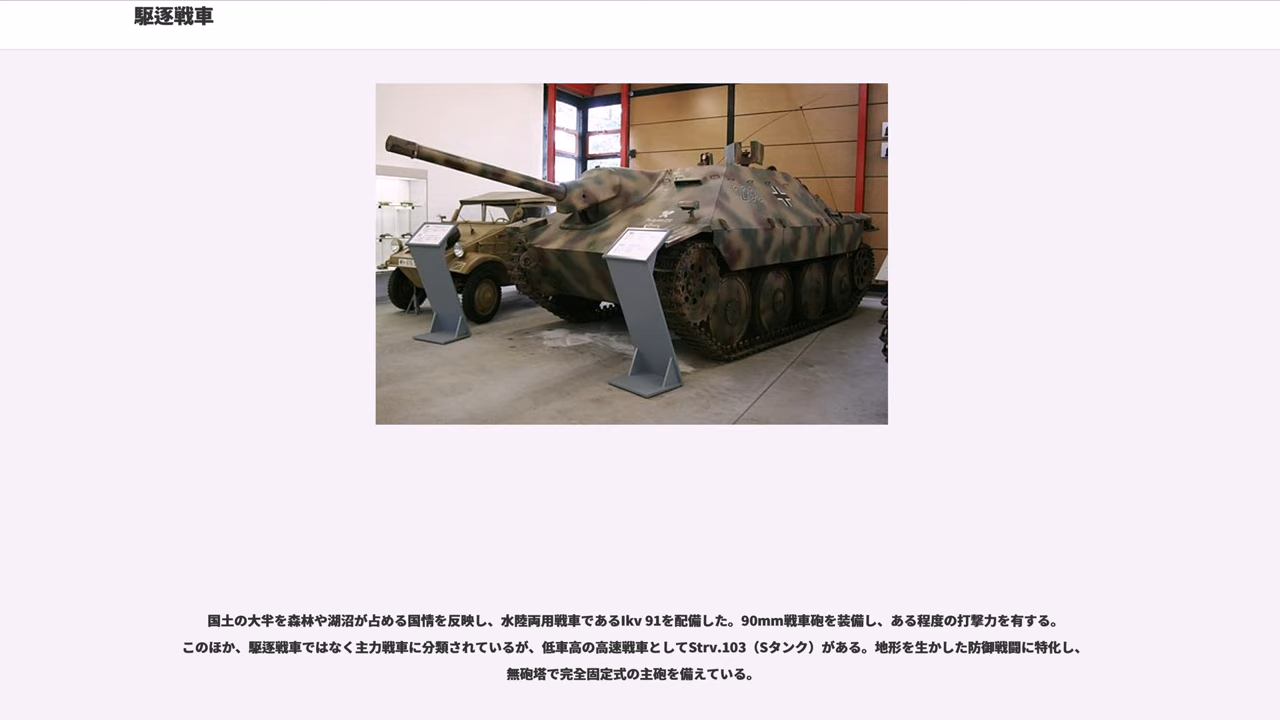 駆逐戦車
国土の大半を森林や湖沼が占める国情を反映し、水陸両用戦車であるIkv 91を配備した。90mm戦車砲を装備し、ある程度の打撃力を有する。
このほか、駆逐戦車ではなく主力戦車に分類されているが、低車高の高速戦車としてStrv.103（Sタンク）がある。地形を生かした防御戦闘に特化し、
無砲塔で完全固定式の主砲を備えている。